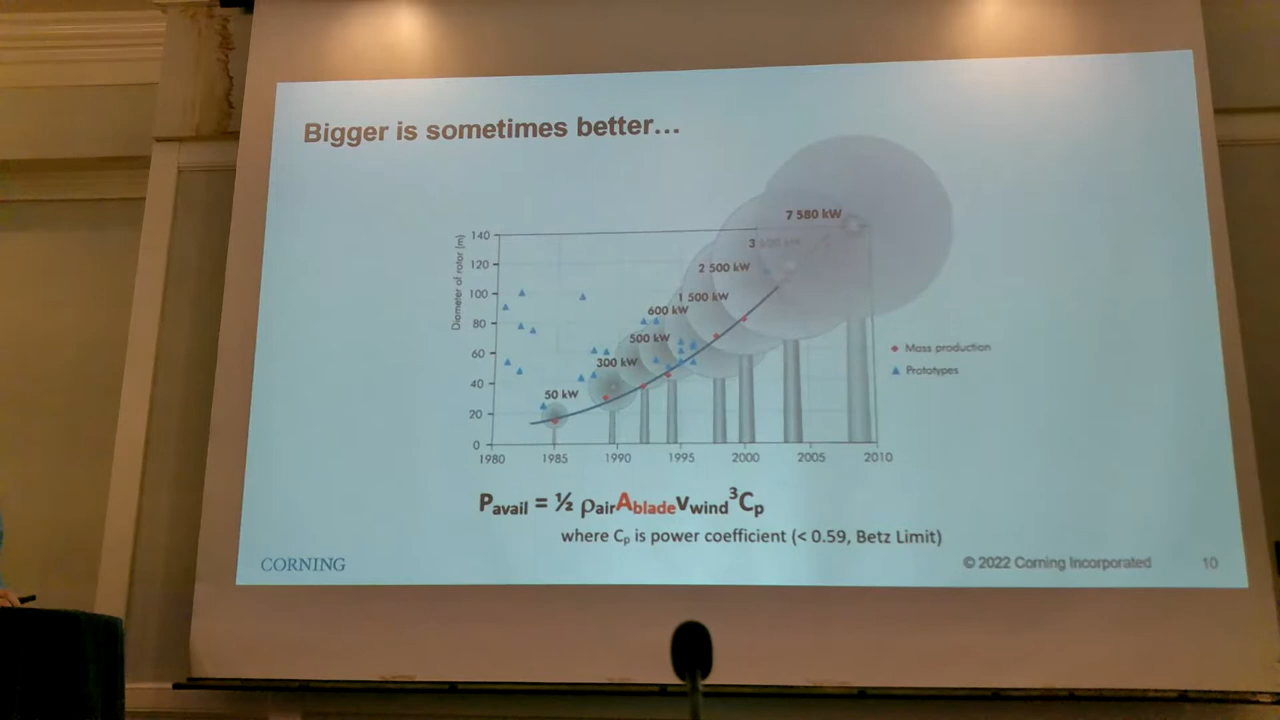 Bigger is sometimes better…
Diameter of rotor (m)
140
120
100
80
60
40
20
0
7 580 kW
3 600 kW
2 500 kW
1 500 kW
600 kW
500 kW
300 kW
50 kW
Mass production
Prototypes
1980 1985 1990 1995 2000 2005 2010
Pavail = ½ ρairAbladevwind³Cp
where Cp is power coefficient (< 0.59, Betz Limit)
CORNING © 2022 Corning Incorporated 10